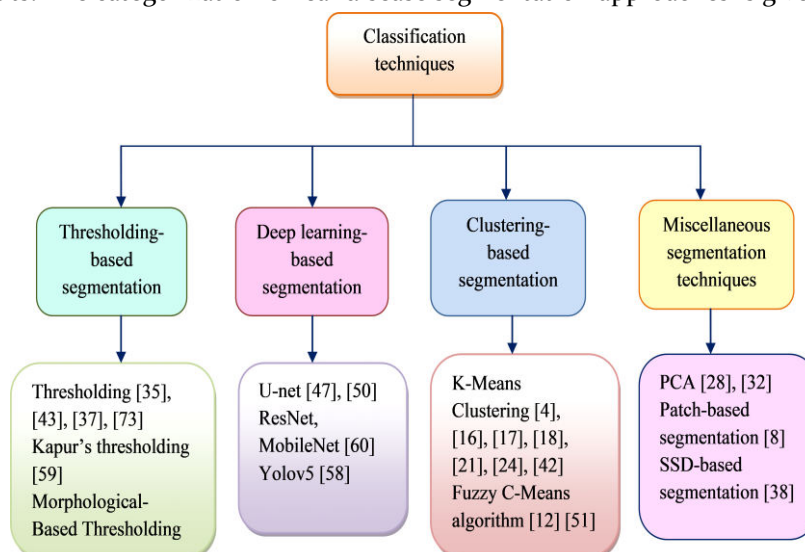 Classification
techniques
Thresholding-
based
segmentation
Deep learning-
based
segmentation
Clustering-
based
segmentation
Miscellaneous
segmentation
techniques
Thresholding [35],
[43], [37], [73]
Kapur's thresholding
[59]
Morphological-
Based Thresholding
U-net [47], [50]
ResNet,
MobileNet [60]
Yolov5 [58]
K-Means
Clustering [4],
[16], [17], [18],
[21], [24], [42]
Fuzzy C-Means
algorithm [12] [51]
PCA [28], [32]
Patch-based
segmentation [8]
SSD-based
segmentation [38]